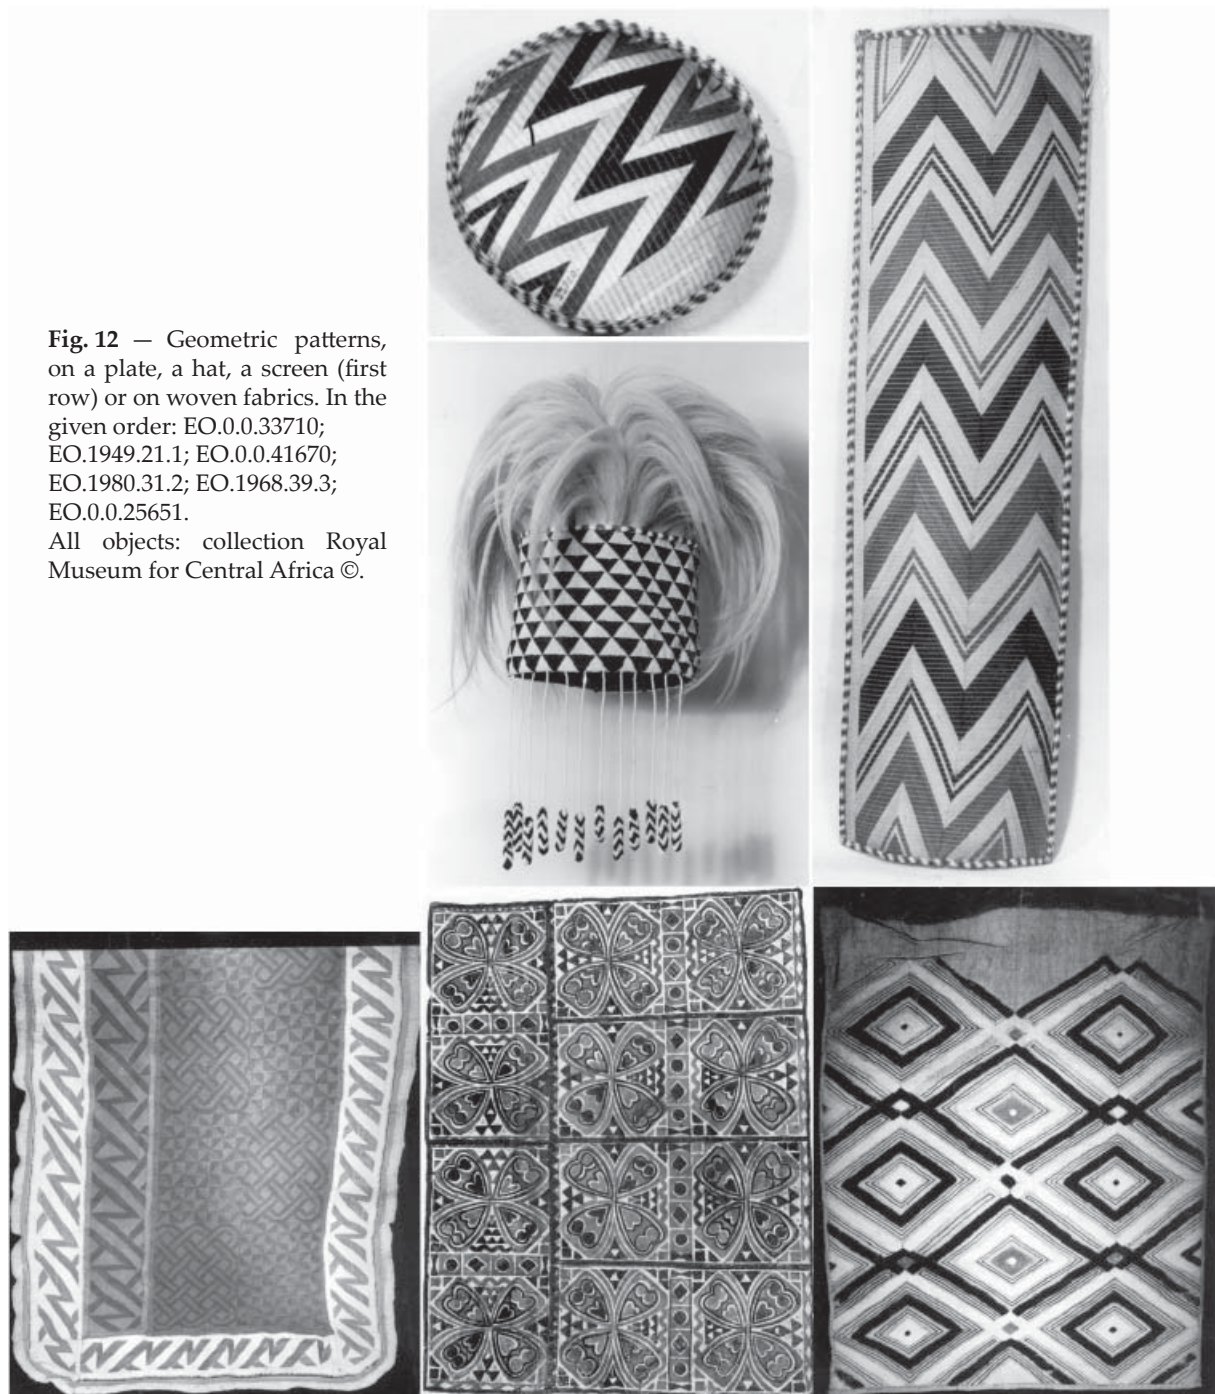 Fig. 12 — Geometric patterns,
on a plate, a hat, a screen (first
row) or on woven fabrics. In the
given order: EO.0.0.33710;
EO.1949.21.1; EO.0.0.41670;
EO.1980.31.2; EO.1968.39.3;
EO.0.0.25651.
All objects: collection Royal
Museum for Central Africa ©.